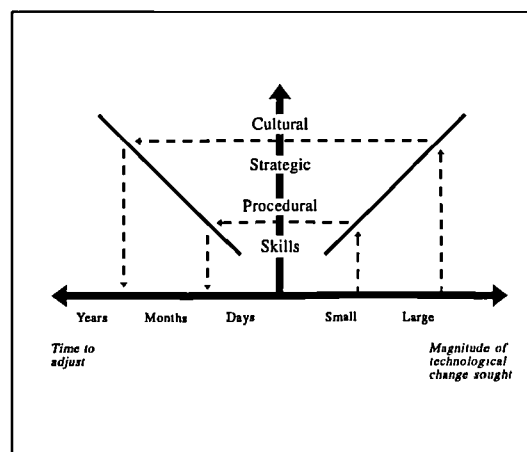 Cultural
Strategic
Procedural
Skills
Years Months Days Small Large
Time to
adjust
Magnitude of
technological
change sought